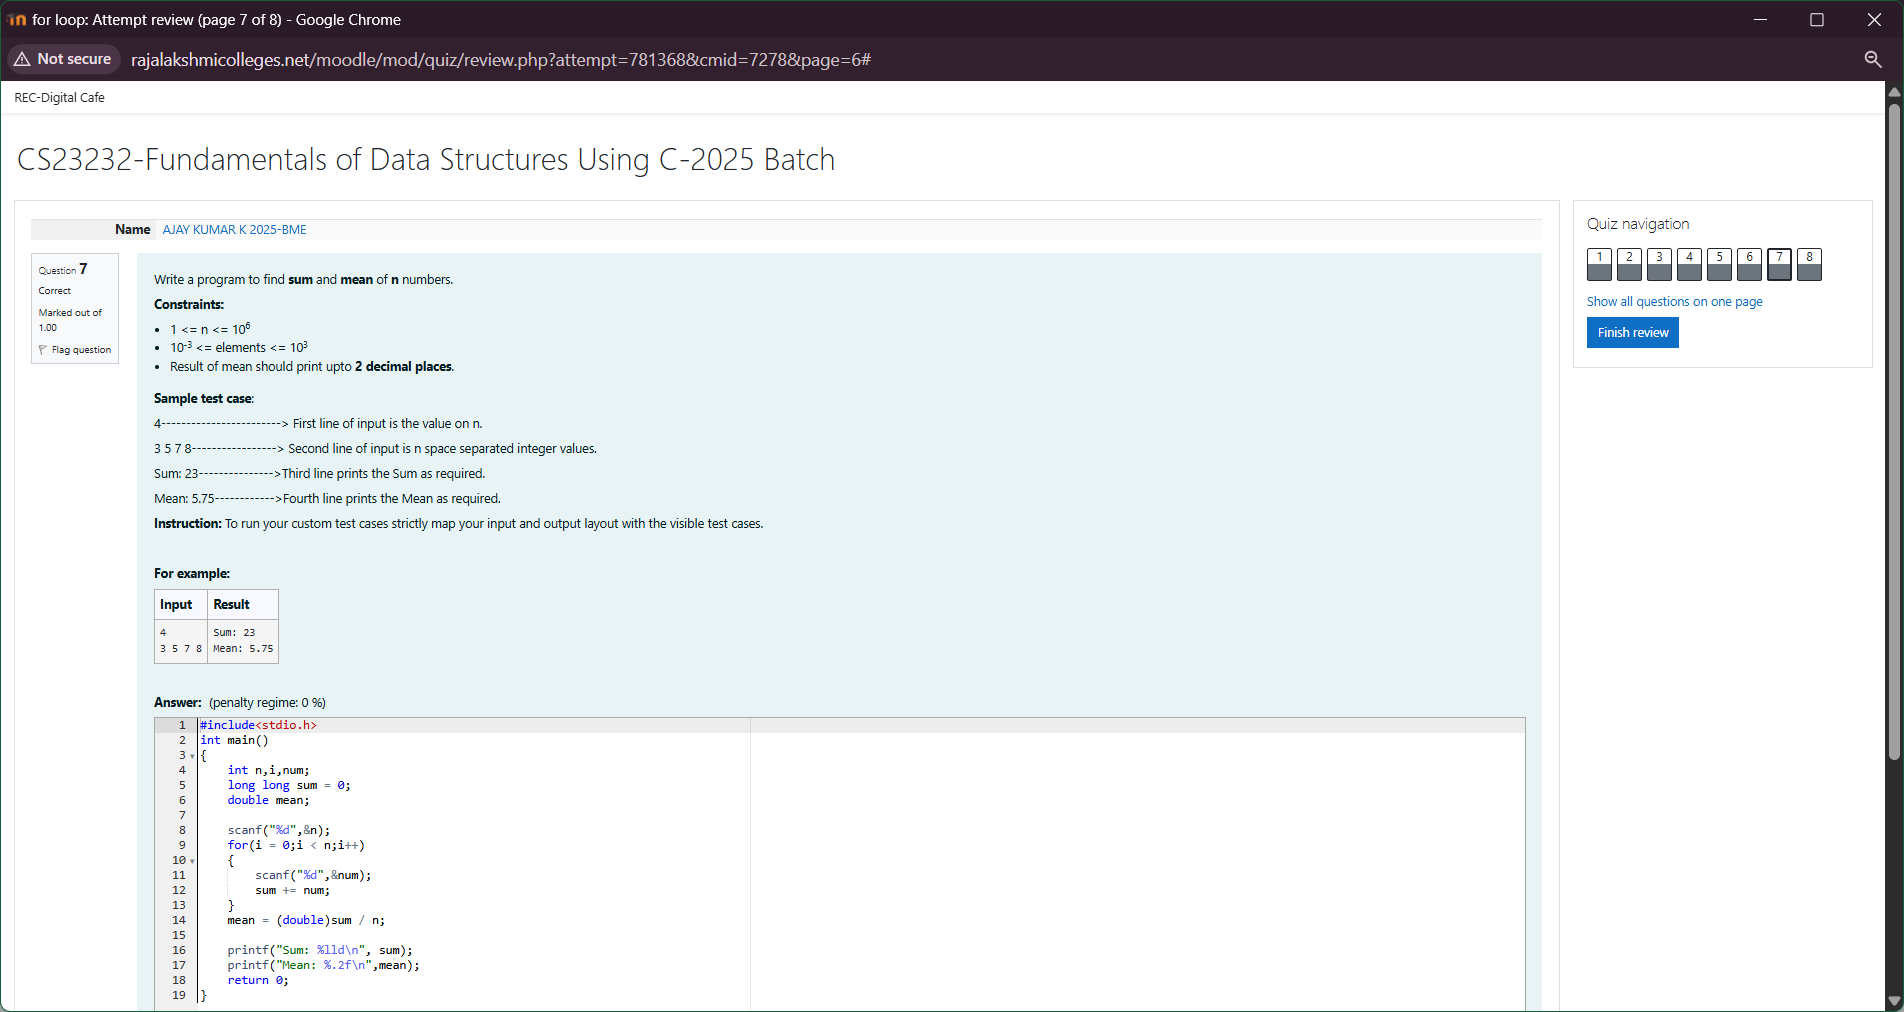 for loop: Attempt review (page 7 of 8) - Google Chrome
Not secure rajalakshmicolleges.net/moodle/mod/quiz/review.php?attempt=781368&cmid=7278&page=6#
REC-Digital Cafe
CS23232-Fundamentals of Data Structures Using C-2025 Batch
Name AJAY KUMAR K 2025-BME
Question 7
Correct
Marked out of
1.00
Flag question
Write a program to find sum and mean of n numbers.
Constraints:
• 1 <= n <= 10⁶
• 10⁻³ <= elements <= 10³
• Result of mean should print upto 2 decimal places.
Sample test case:
4------------------------> First line of input is the value on n.
3 5 7 8-----------------> Second line of input is n space separated integer values.
Sum: 23--------------->Third line prints the Sum as required.
Mean: 5.75------------>Fourth line prints the Mean as required.
Instruction: To run your custom test cases strictly map your input and output layout with the visible test cases.
For example:
Input Result
4 Sum: 23
3 5 7 8 Mean: 5.75
Answer: (penalty regime: 0 %)
1 #include<stdio.h>
2 int main()
3 {
4     int n,i,num;
5     long long sum = 0;
6     double mean;
7
8     scanf("%d",&n);
9     for(i = 0;i < n;i++)
10     {
11         scanf("%d",&num);
12         sum += num;
13     }
14     mean = (double)sum / n;
15
16     printf("Sum: %lld\n", sum);
17     printf("Mean: %.2f\n",mean);
18     return 0;
19 }
Quiz navigation
1 2 3 4 5 6 7 8
Show all questions on one page
Finish review